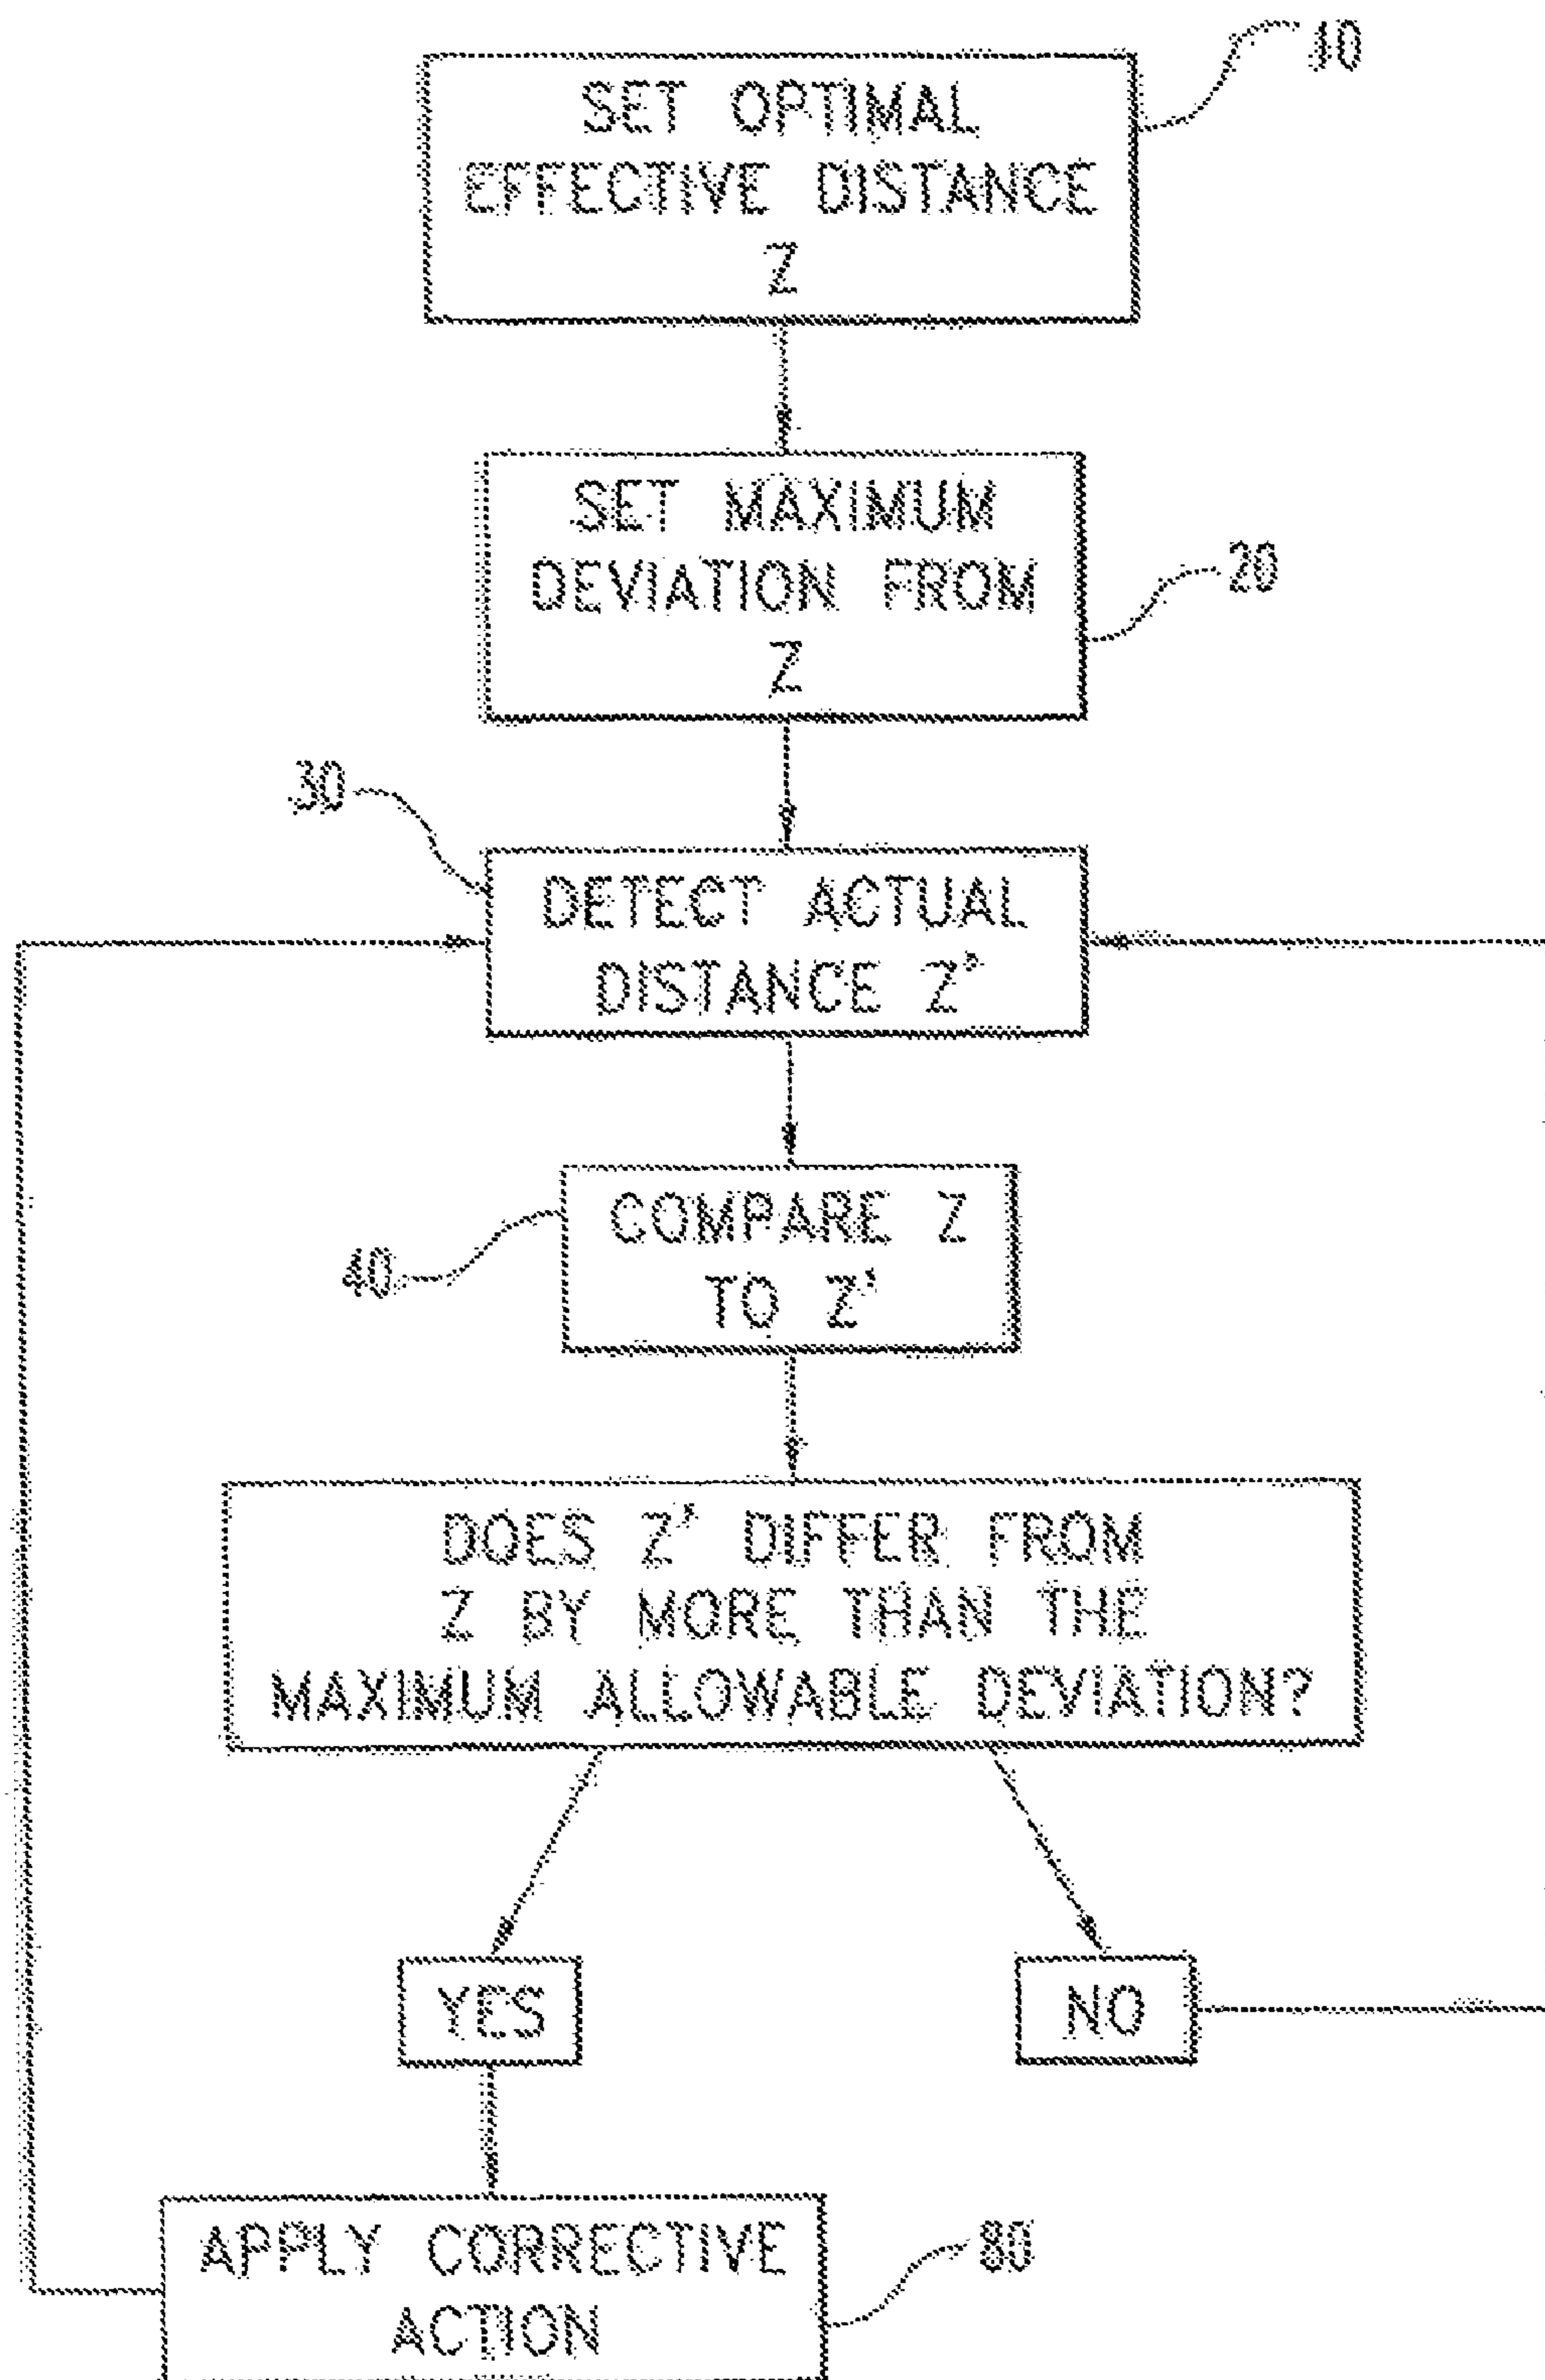 10
SET OPTIMAL
EFFECTIVE DISTANCE
Z
SET MAXIMUM
DEVIATION FROM
Z
20
30
DETECT ACTUAL
DISTANCE Z'
COMPARE Z
TO Z'
40
DOES Z' DIFFER FROM
Z BY MORE THAN THE
MAXIMUM ALLOWABLE DEVIATION?
YES
NO
APPLY CORRECTIVE
ACTION
80